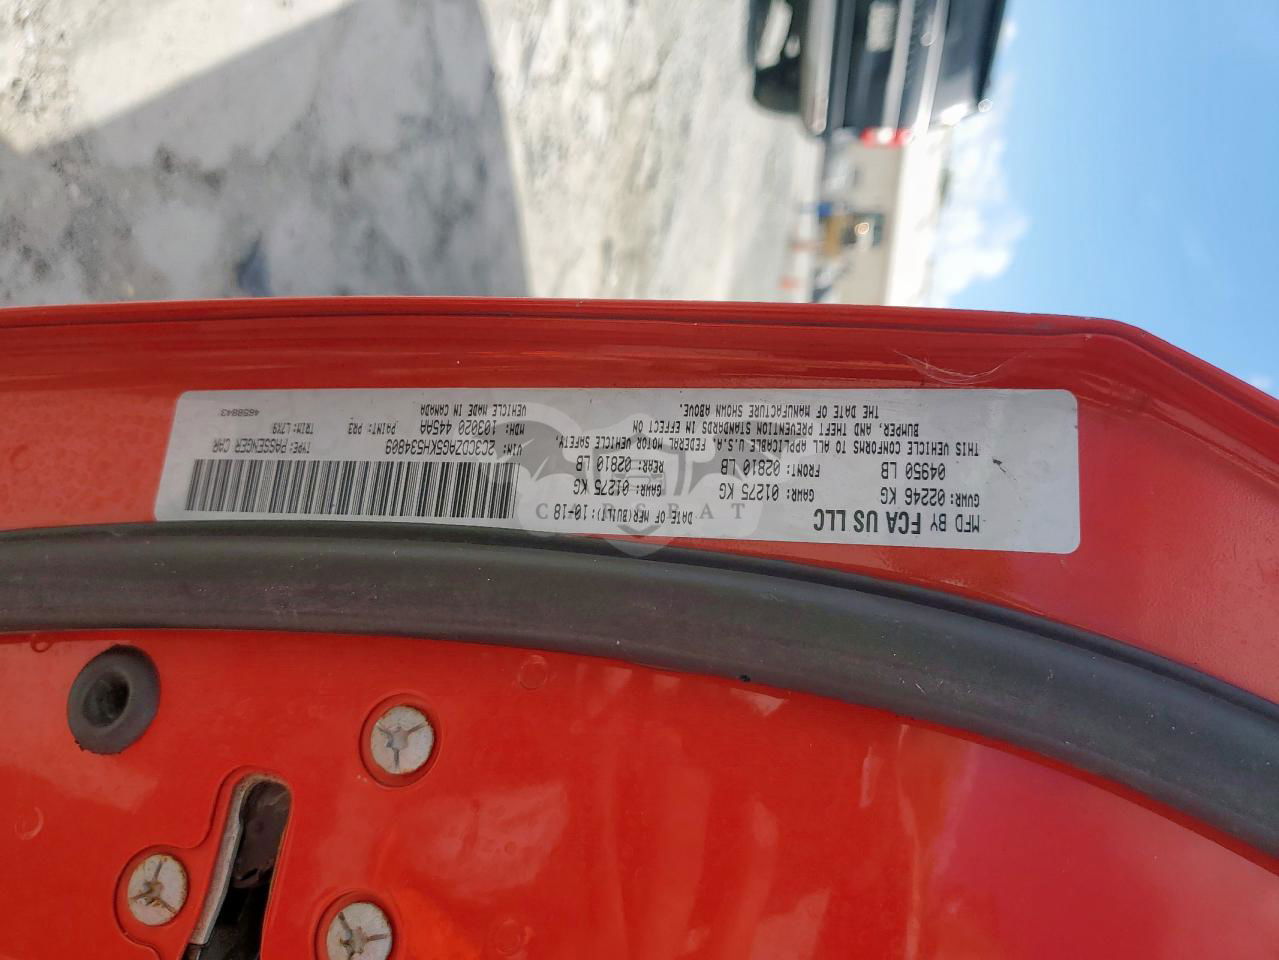 MFD BY FCA US LLC
DATE OF MFR(BUILT): 10-18
GVWR: 02246 KG
04950 LB
GAWR: 01275 KG
FRONT: 02810 LB
GAWR: 01275 KG
REAR: 02810 LB
THIS VEHICLE CONFORMS TO ALL APPLICABLE U.S.A. FEDERAL MOTOR VEHICLE SAFETY,
BUMPER, AND THEFT PREVENTION STANDARDS IN EFFECT ON
THE DATE OF MANUFACTURE SHOWN ABOVE.
VIN: 2C3CDZAG5KH534809
TYPE: PASSENGER CAR
MDH: 103020 445AA
PAINT: PR3
TRIM: L7X9
VEHICLE MADE IN CANADA
4658843
CARSBAT